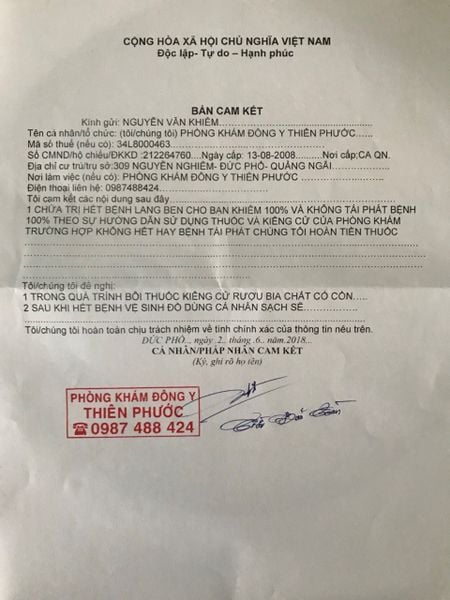 CỘNG HÒA XÃ HỘI CHỦ NGHĨA VIỆT NAM
Độc lập- Tự do – Hạnh phúc
BẢN CAM KẾT
Kính gửi: NGUYỄN VĂN KHIÊM
Tên cá nhân/tổ chức: (tôi/chúng tôi) PHÒNG KHÁM ĐÔNG Y THIÊN PHƯỚC
Mã số thuế (nếu có): 34L8000463
Số CMND/hộ chiếu/ĐKKD :212264760....Ngày cấp: 13-08-2008...Nơi cấp;CA QN.
Địa chỉ cư trú/trụ sở:309 NGUYỄN NGHIÊM- ĐỨC PHỔ- QUẢNG NGÃI
Nơi làm việc (nếu có): PHÒNG KHÁM ĐÔNG Y THIÊN PHƯỚC
Điện thoại liên hệ: 0987488424
Tôi cam kết các nội dung sau đây
1 CHỮA TRỊ HẾT BỆNH LANG BEN CHO BẠN KHIÊM 100% VÀ KHÔNG TÁI PHÁT BỆNH
100% THEO SỰ HƯỚNG DẪN SỬ DỤNG THUỐC VÀ KIÊNG CỮ CỦA PHÒNG KHÁM
TRƯỜNG HỢP KHÔNG HẾT HAY BỆNH TÁI PHÁT CHÚNG TÔI HOÀN TIỀN THUỐC
Tôi/chúng tôi đề nghị:
1 TRONG QUÁ TRÌNH BÔI THUỐC KIÊNG CỮ RƯỢU BIA CHẤT CÓ CỒN
2 SAU KHI HẾT BỆNH VỆ SINH ĐỒ DÙNG CÁ NHÂN SẠCH SẼ
Tôi/chúng tôi hoàn toàn chịu trách nhiệm về tính chính xác của thông tin nêu trên.
ĐỨC PHỔ.., ngày..2.. tháng..6..năm.2018...
CÁ NHÂN/PHÁP NHÂN CAM KẾT
(Ký, ghi rõ họ tên)
PHÒNG KHÁM ĐÔNG Y
THIÊN PHƯỚC
☎ 0987 488 424